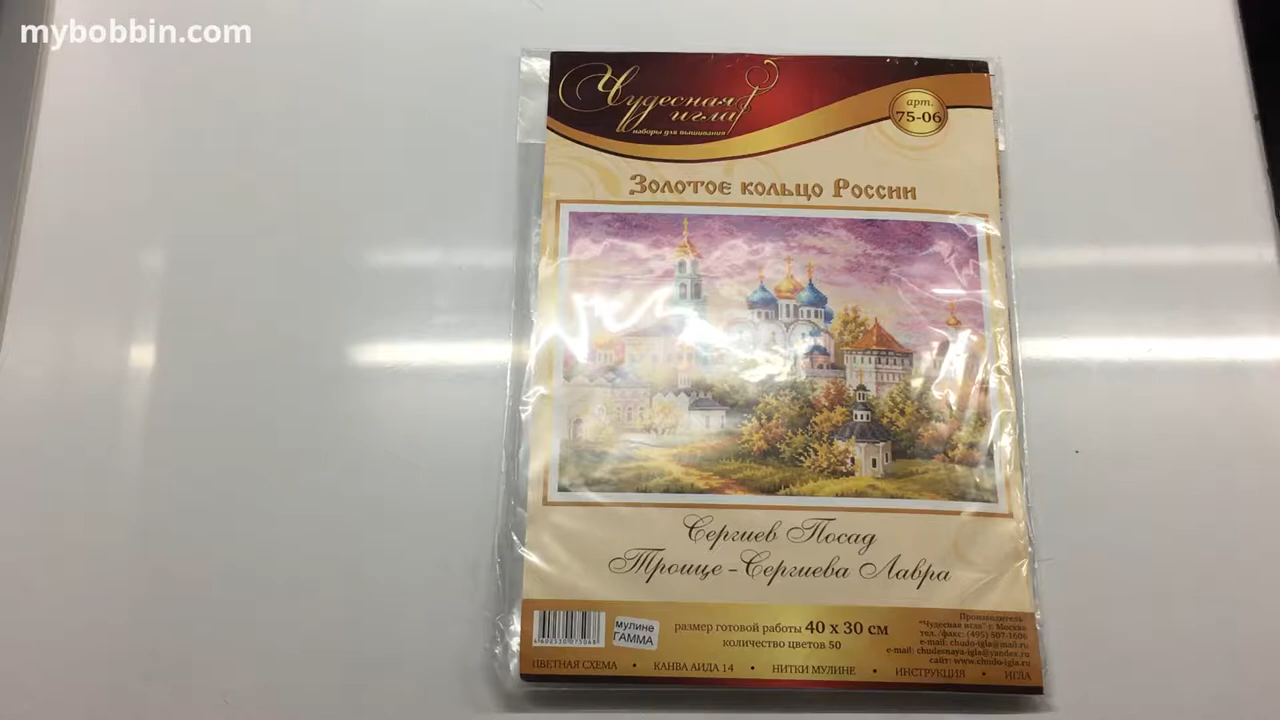 mybobbin.com
Чудесная
игла
наборы для вышивания
арт.
75-06
Золотое кольцо России
Сергиев Посад
Троице-Сергиева Лавра
мулине
ГАММА
размер готовой работы 40 x 30 см
количество цветов 50
Производитель
"Чудесная игла" г. Москва
тел./факс: (495) 507-1606
e-mail: chudo-igla@mail.ru
e-mail: chudesnaya-igla@yandex.ru
сайт: www.chudo-igla.ru
ЦВЕТНАЯ СХЕМА • КАНВА АИДА 14 • НИТКИ МУЛИНЕ • ИНСТРУКЦИЯ • ИГЛА